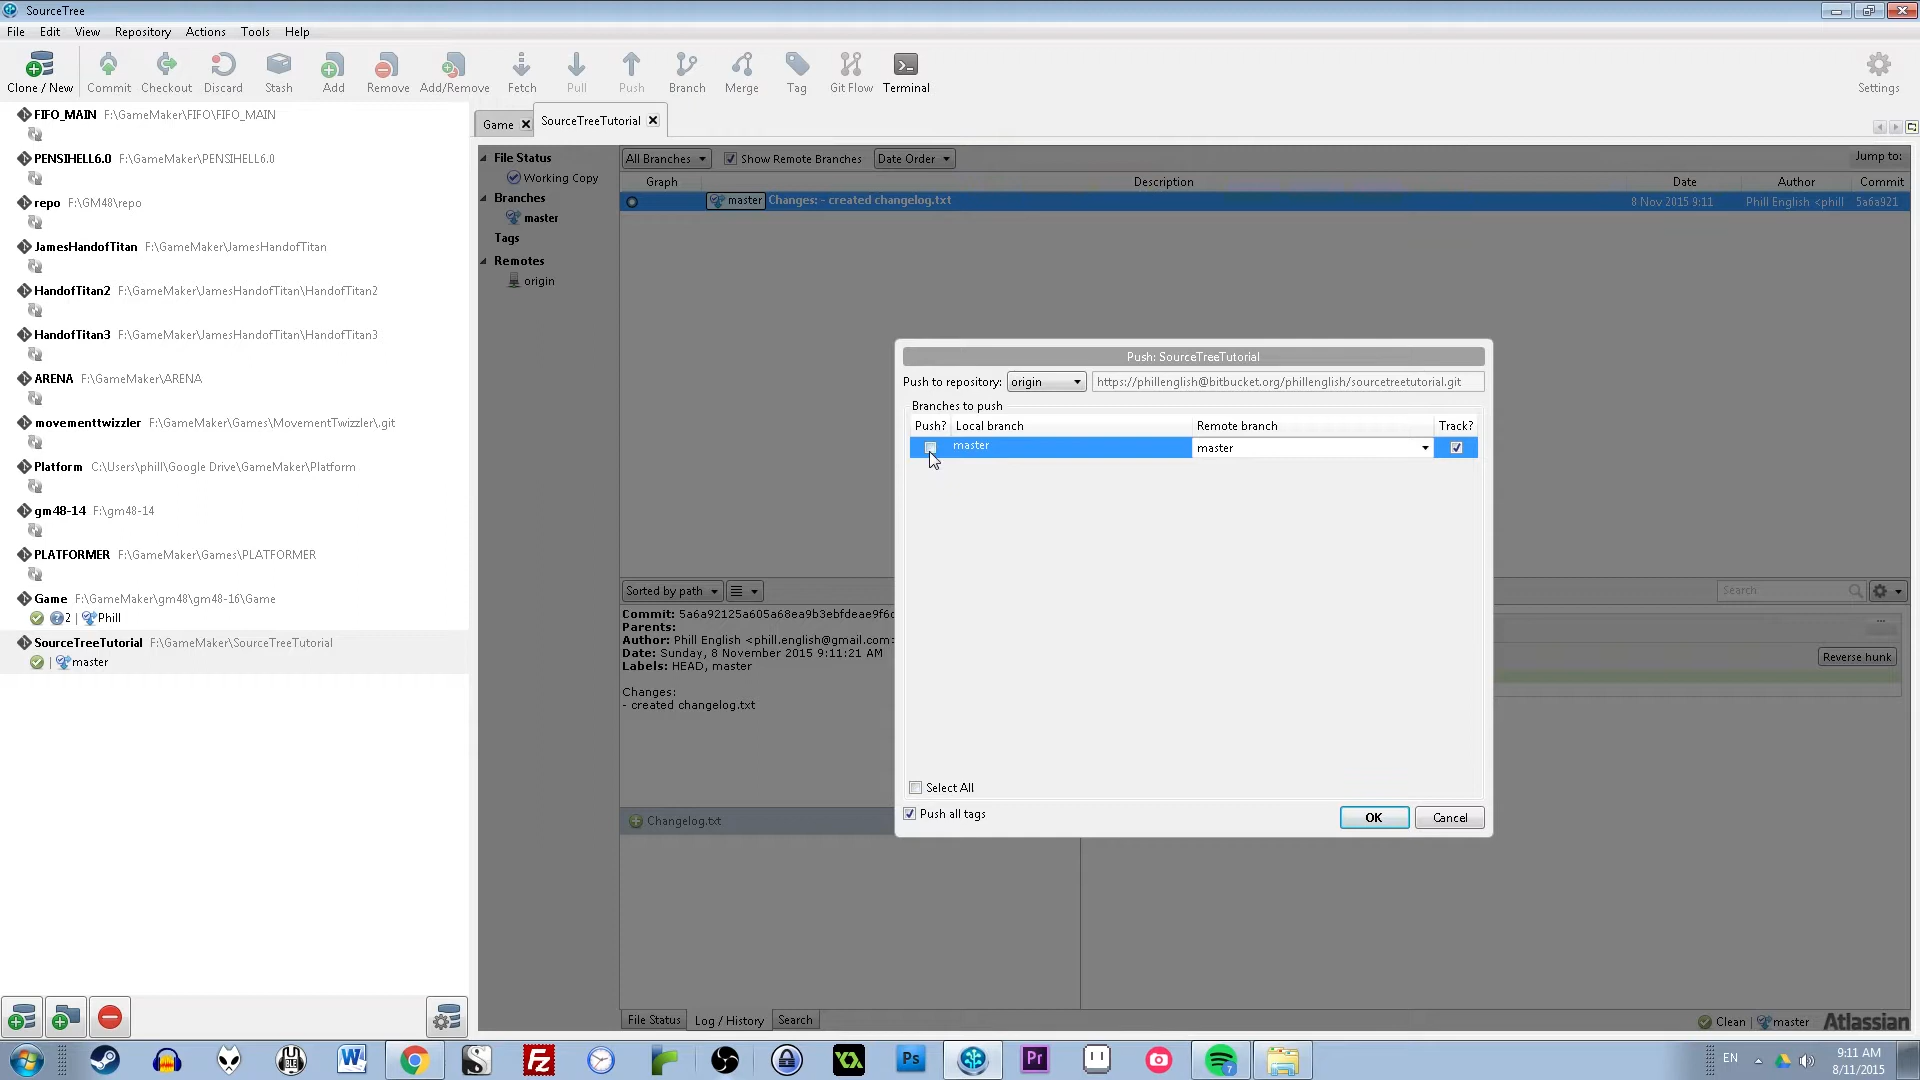 SourceTree
File Edit View Repository Actions Tools Help
Clone / New Commit Checkout Discard Stash Add Remove Add/Remove Fetch Pull Push Branch Merge Tag Git Flow Terminal Settings
FIFO_MAIN F:\GameMaker\FIFO\FIFO_MAIN
PENSIHELL6.0 F:\GameMaker\PENSIHELL6.0
repo F:\GM48\repo
JamesHandofTitan F:\GameMaker\JamesHandofTitan
HandofTitan2 F:\GameMaker\JamesHandofTitan\HandofTitan2
HandofTitan3 F:\GameMaker\JamesHandofTitan\HandofTitan3
ARENA F:\GameMaker\ARENA
movementtwizzler F:\GameMaker\Games\MovementTwizzler\.git
Platform C:\Users\phill\Google Drive\GameMaker\Platform
gm48-14 F:\gm48-14
PLATFORMER F:\GameMaker\Games\PLATFORMER
Game F:\GameMaker\gm48\gm48-16\Game
2 | Phill
SourceTreeTutorial F:\GameMaker\SourceTreeTutorial
| master
Game SourceTreeTutorial
File Status
Working Copy
Branches
master
Tags
Remotes
origin
All Branches Show Remote Branches Date Order Jump to:
Graph Description Date Author Commit
master Changes: - created changelog.txt 8 Nov 2015 9:11 Phill English <phill 5a6a921
Push: SourceTreeTutorial
Push to repository: origin https://phillenglish@bitbucket.org/phillenglish/sourcetreetutorial.git
Branches to push
Push? Local branch Remote branch Track?
master master
Select All
Push all tags
OK Cancel
Sorted by path Search
Commit: 5a6a92125a605a68ea9b3ebfdeae9f6c
Parents:
Author: Phill English <phill.english@gmail.com>
Date: Sunday, 8 November 2015 9:11:21 AM
Labels: HEAD, master
Changes:
- created changelog.txt
Reverse hunk
Changelog.txt
File Status Log / History Search
Clean | master Atlassian
W BLE Fz Ps Pr 7
EN
9:11 AM
8/11/2015